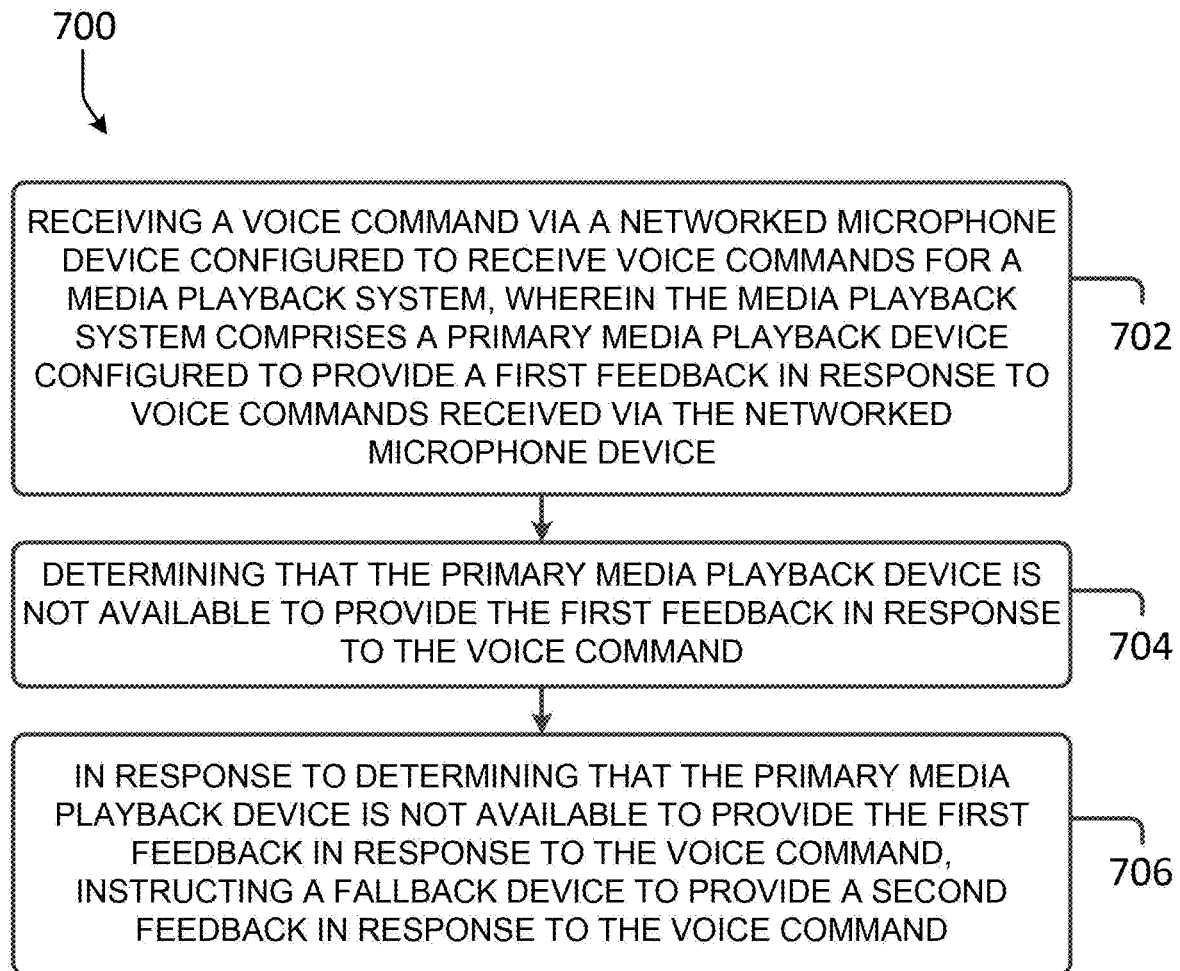 700
RECEIVING A VOICE COMMAND VIA A NETWORKED MICROPHONE
DEVICE CONFIGURED TO RECEIVE VOICE COMMANDS FOR A
MEDIA PLAYBACK SYSTEM, WHEREIN THE MEDIA PLAYBACK
SYSTEM COMPRISES A PRIMARY MEDIA PLAYBACK DEVICE
CONFIGURED TO PROVIDE A FIRST FEEDBACK IN RESPONSE TO
VOICE COMMANDS RECEIVED VIA THE NETWORKED
MICROPHONE DEVICE
702
DETERMINING THAT THE PRIMARY MEDIA PLAYBACK DEVICE IS
NOT AVAILABLE TO PROVIDE THE FIRST FEEDBACK IN RESPONSE
TO THE VOICE COMMAND
704
IN RESPONSE TO DETERMINING THAT THE PRIMARY MEDIA
PLAYBACK DEVICE IS NOT AVAILABLE TO PROVIDE THE FIRST
FEEDBACK IN RESPONSE TO THE VOICE COMMAND,
INSTRUCTING A FALLBACK DEVICE TO PROVIDE A SECOND
FEEDBACK IN RESPONSE TO THE VOICE COMMAND
706